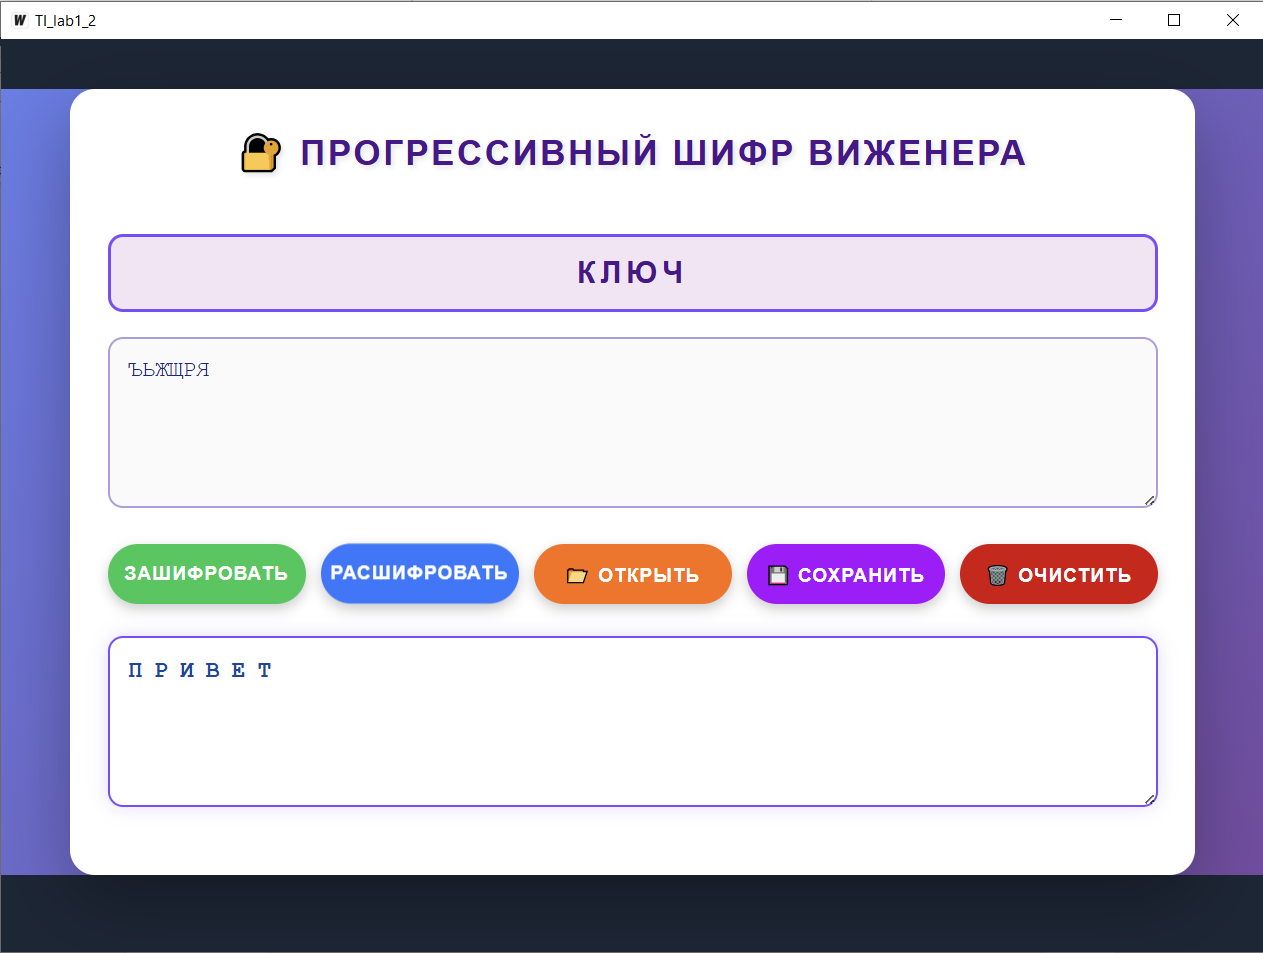 TI_lab1_2
ПРОГРЕССИВНЫЙ ШИФР ВИЖЕНЕРА
КЛЮЧ
ЪЬЖЩРЯ
ЗАШИФРОВАТЬ РАСШИФРОВАТЬ ОТКРЫТЬ СОХРАНИТЬ ОЧИСТИТЬ
П Р И В Е Т